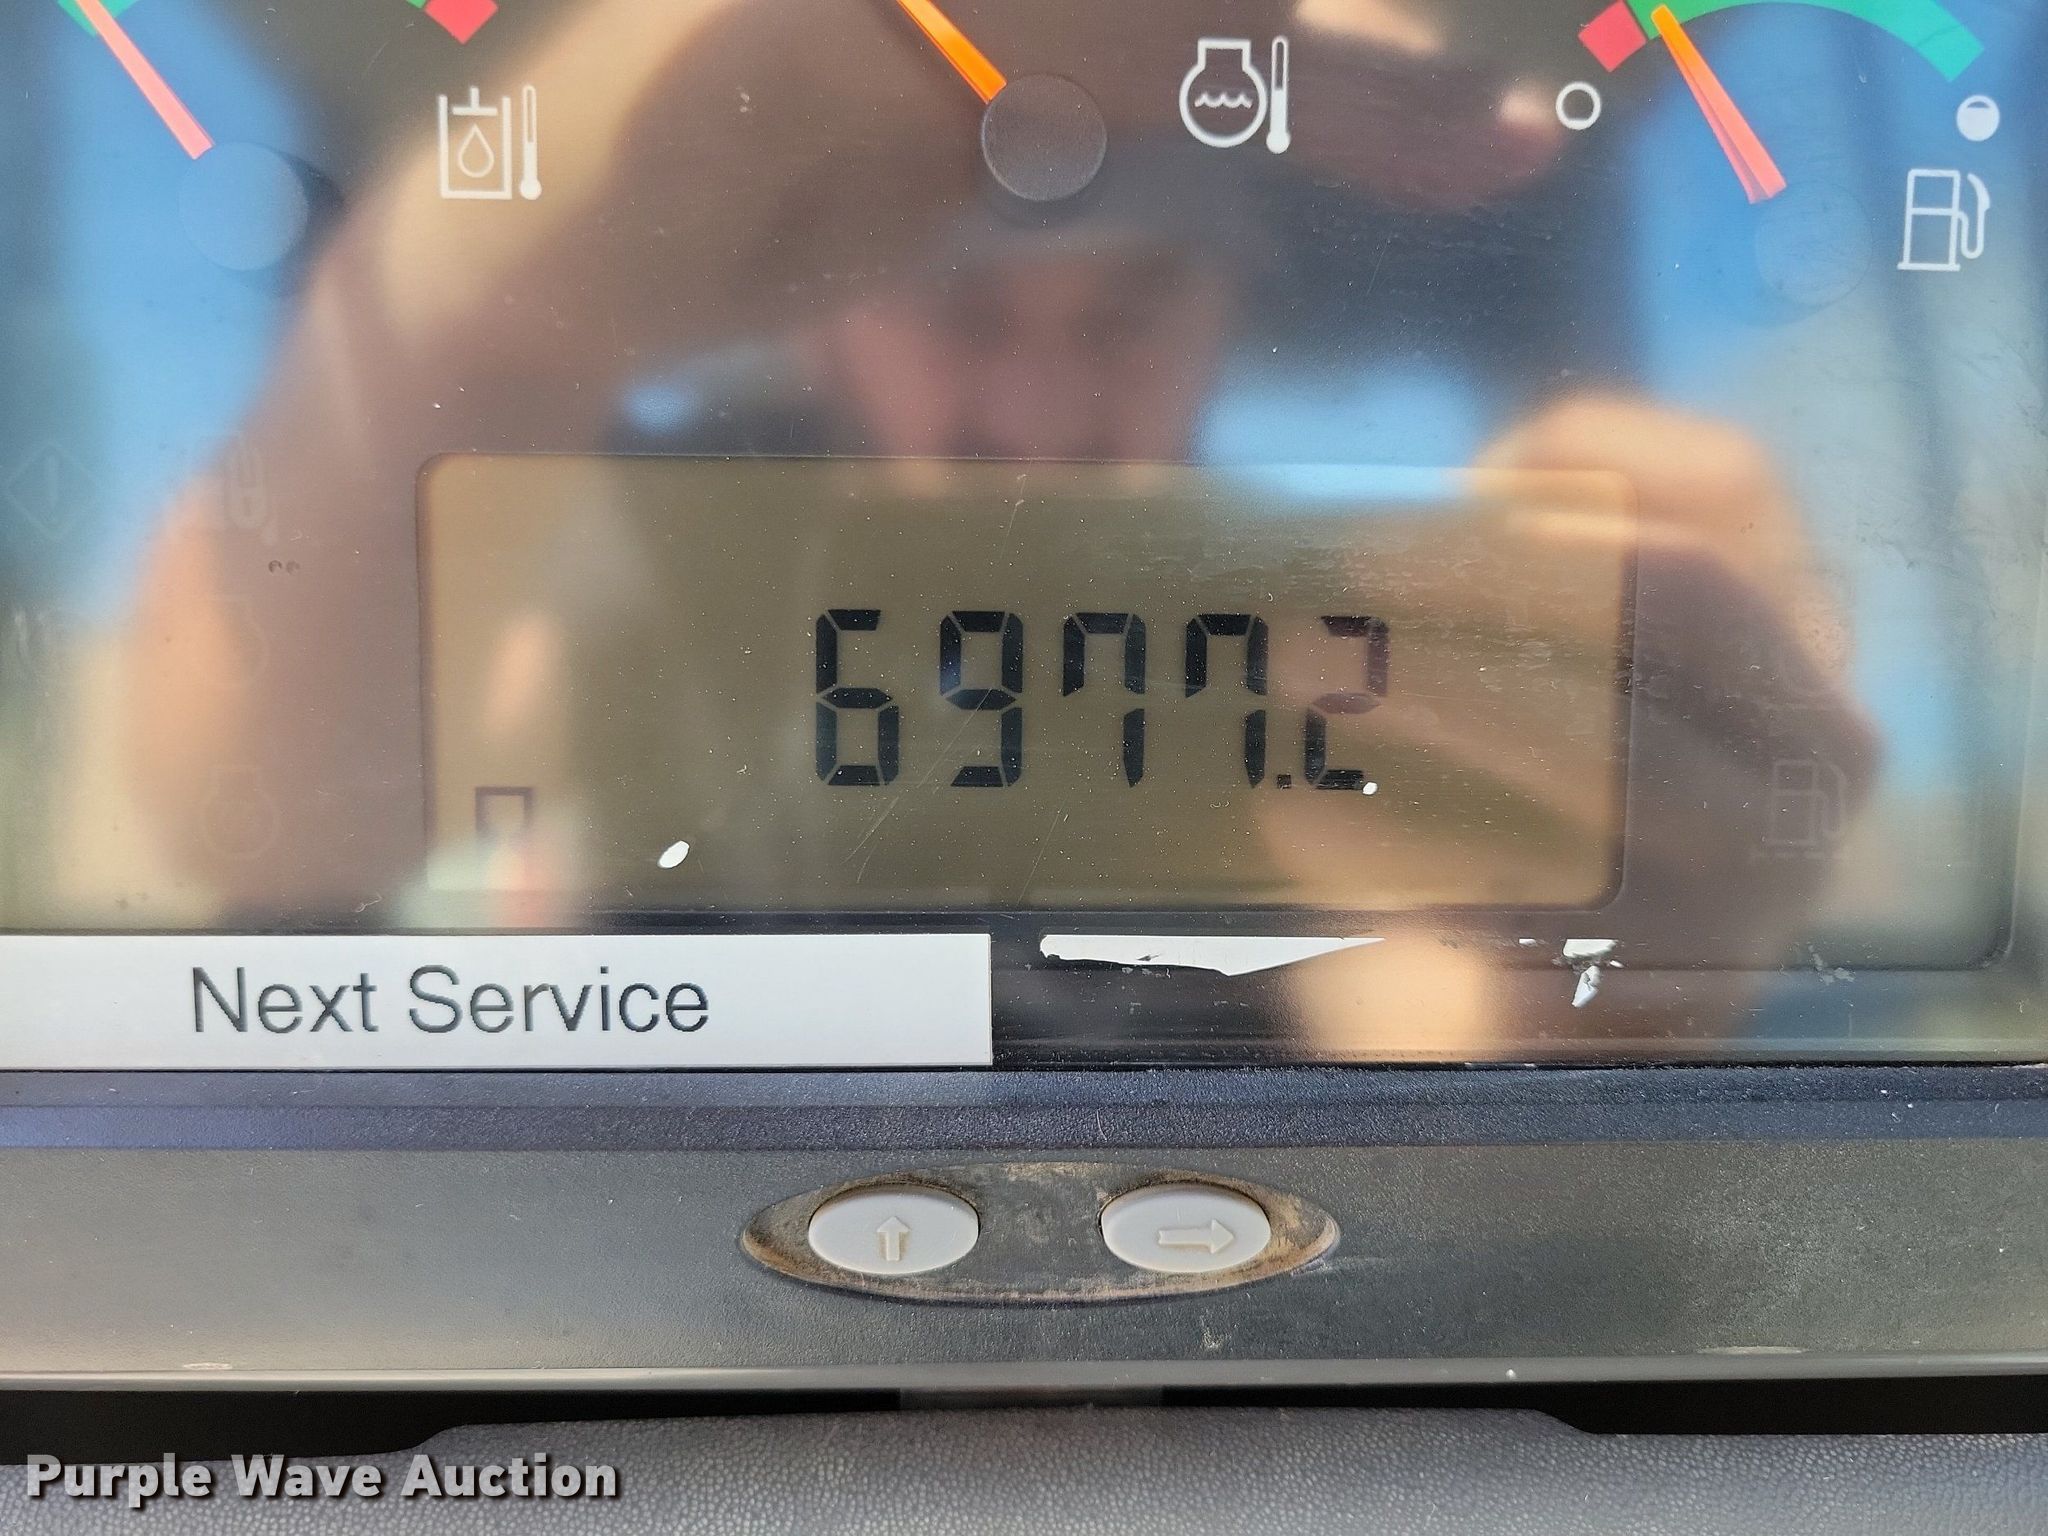 6977.2
Next Service
Purple Wave Auction